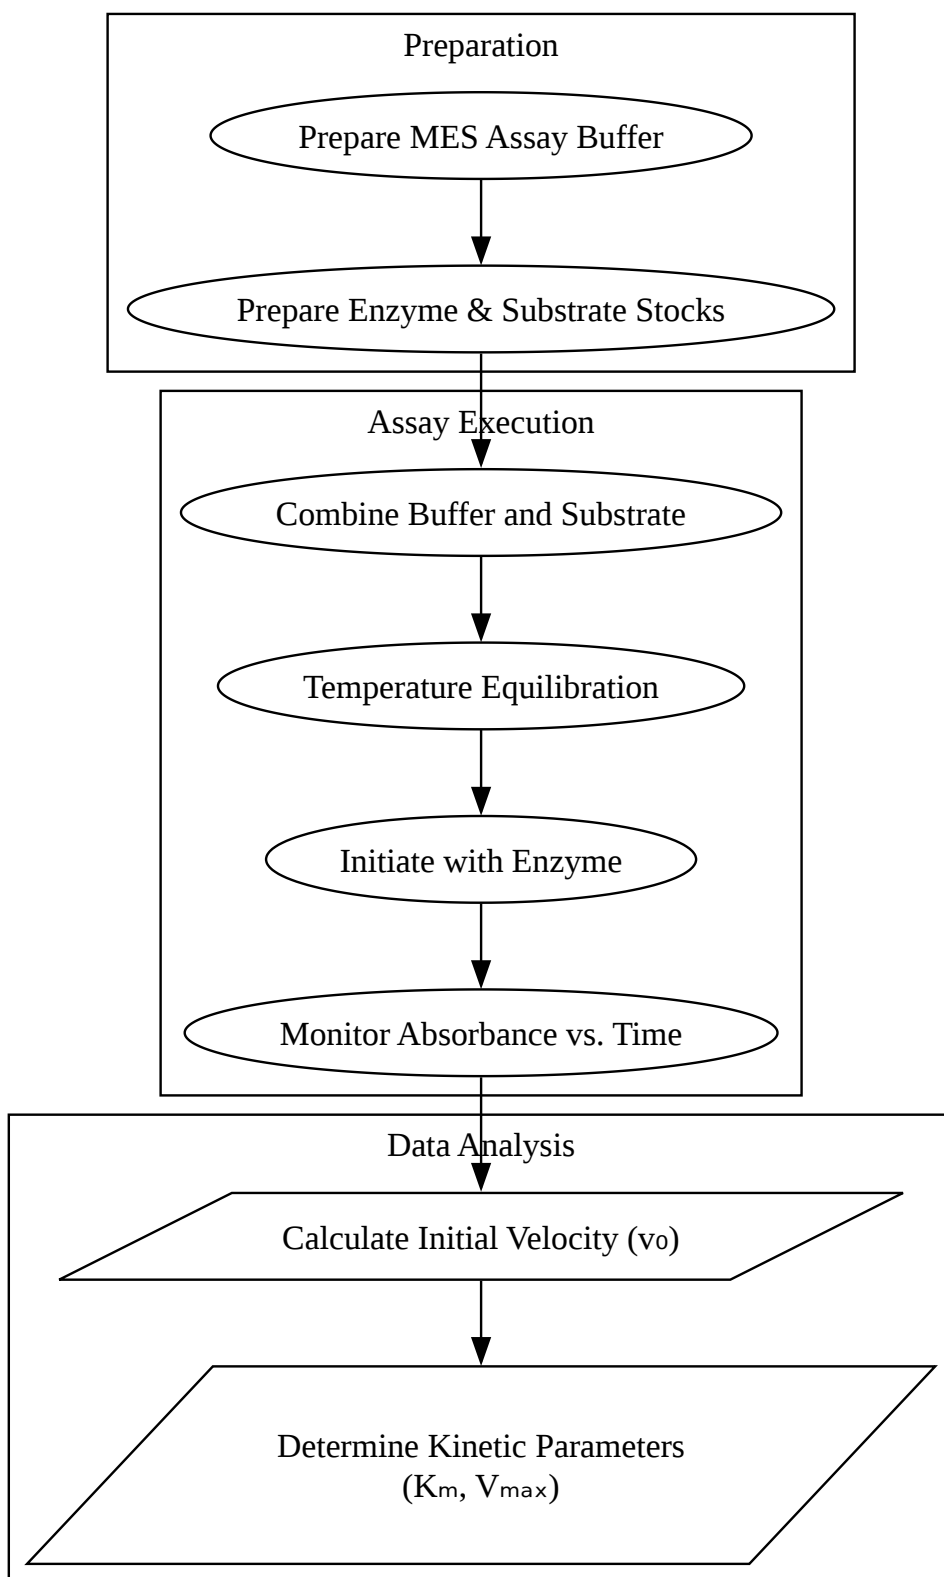 Preparation
Prepare MES Assay Buffer
Prepare Enzyme & Substrate Stocks
Assay Execution
Combine Buffer and Substrate
Temperature Equilibration
Initiate with Enzyme
Monitor Absorbance vs. Time
Data Analysis
Calculate Initial Velocity (v₀)
Determine Kinetic Parameters
(Kₘ, Vₘₐₓ)